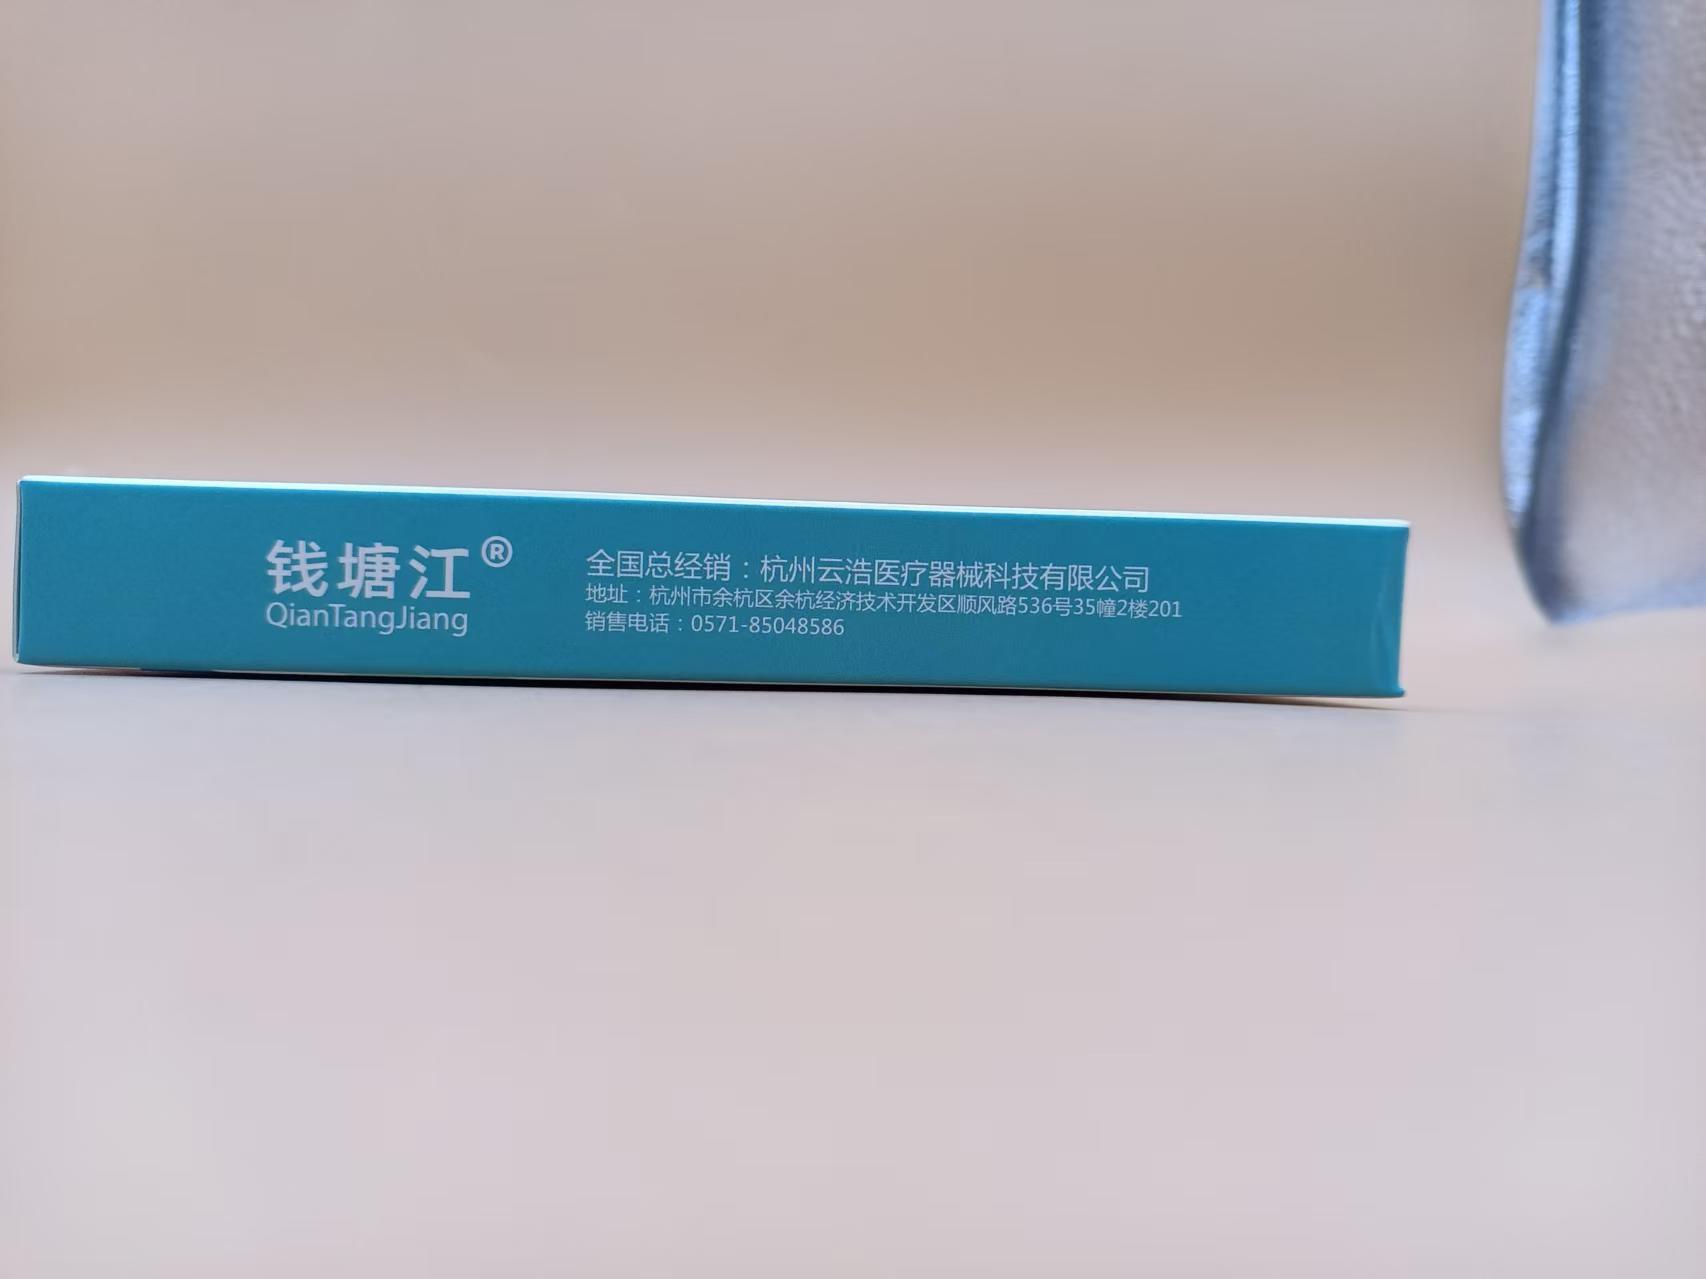 钱塘江®
QianTangJiang
全国总经销：杭州云浩医疗器械科技有限公司
地址：杭州市余杭区余杭经济技术开发区顺风路536号35幢2楼201
销售电话：0571-85048586